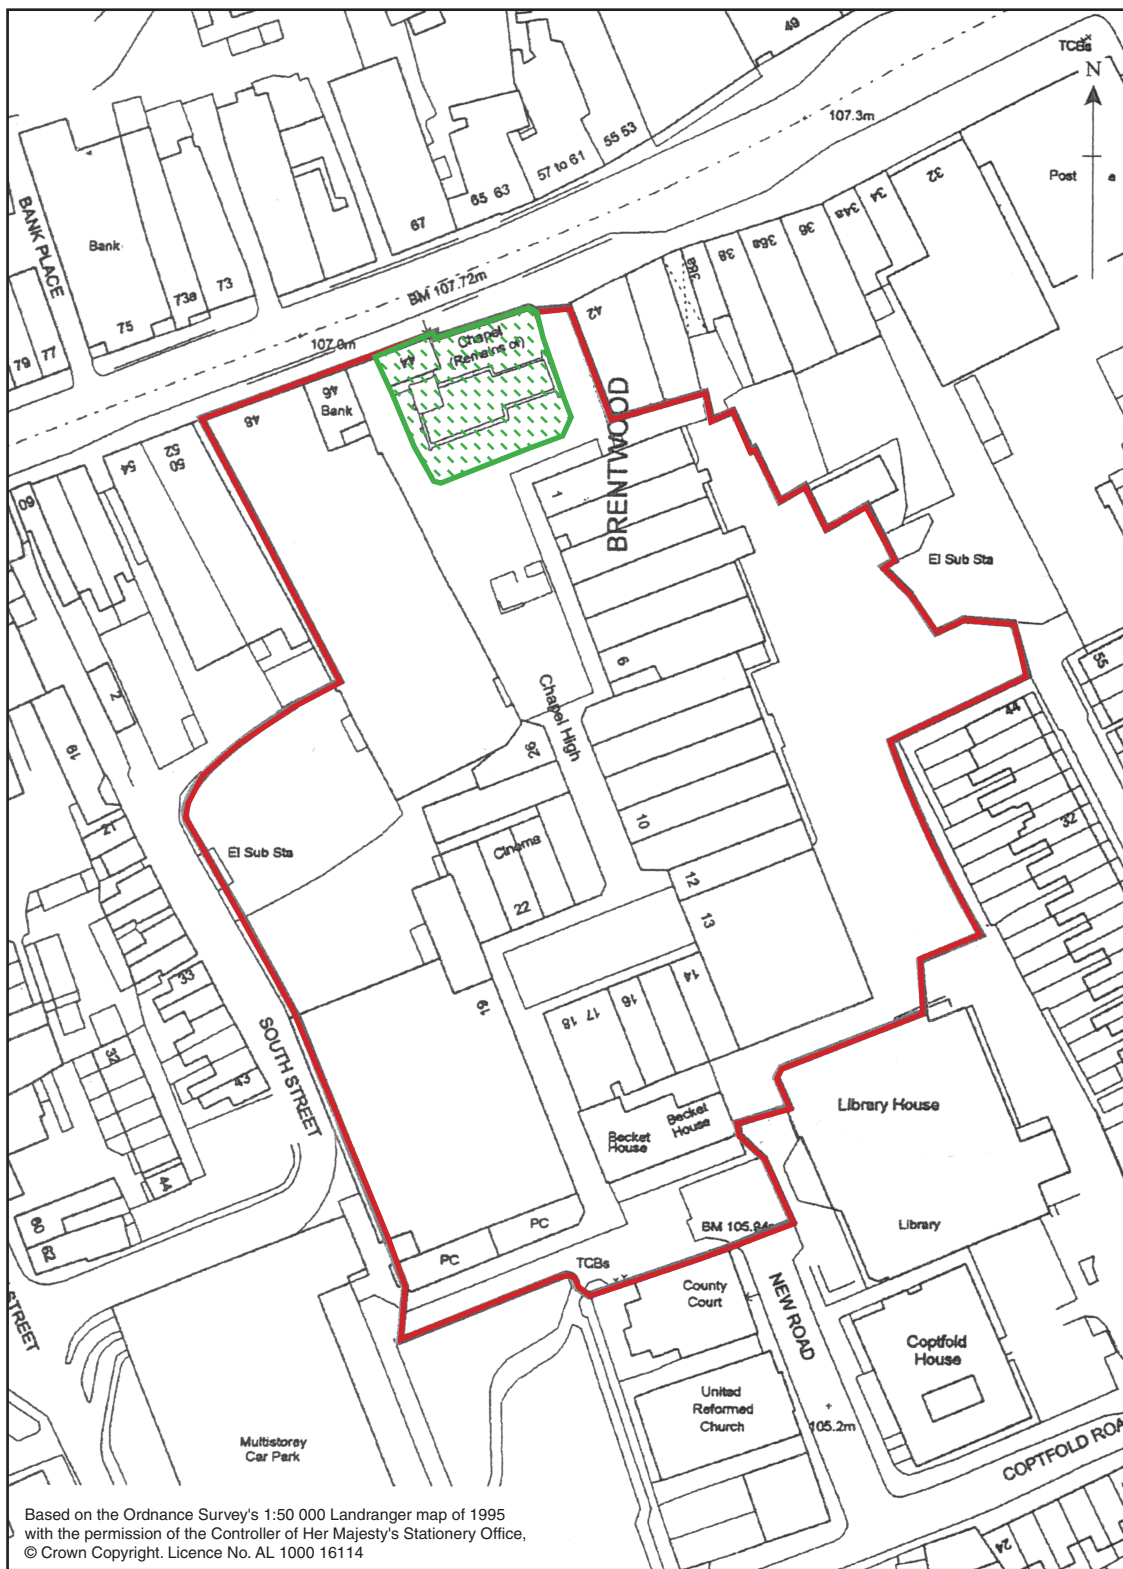 49
TCBs
N
107.3m
55 53
57 to 61
65 63
67
Post
32
34
34a
36
36a
38
38a
42
BANK PLACE
Bank
75
73a
73
79
77
BM 107.72m
107.9m
44
Chapel
(Remains of)
46
Bank
48
50
52
54
60
BRENTWOOD
1
6
El Sub Sta
55
44
32
2
19
21
Chapel High
26
10
Cinema
22
12
13
El Sub Sta
33
19
14
16
17
18
SOUTH STREET
32
43
44
60
62
STREET
Becket
House
Becket
House
Library House
Library
BM 105.94m
PC
PC
TCBs
County
Court
NEW ROAD
Coptfold
House
United
Reformed
Church
105.2m
COPTFOLD ROA
24
Multistorey
Car Park
Based on the Ordnance Survey's 1:50 000 Landranger map of 1995
with the permission of the Controller of Her Majesty's Stationery Office,
© Crown Copyright. Licence No. AL 1000 16114